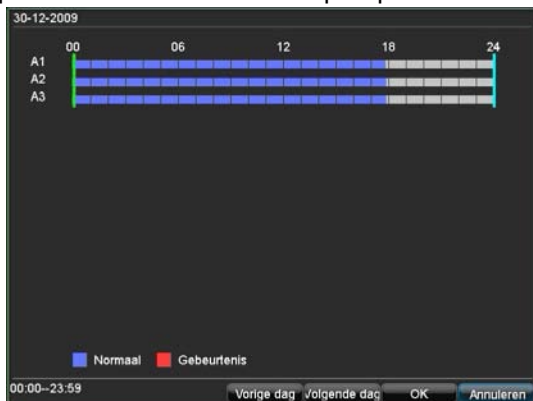 30-12-2009
00 06 12 18 24
A1
A2
A3
Normaal Gebeurtenis
00:00--23:59 Vorige dag Volgende dag OK Annuleren